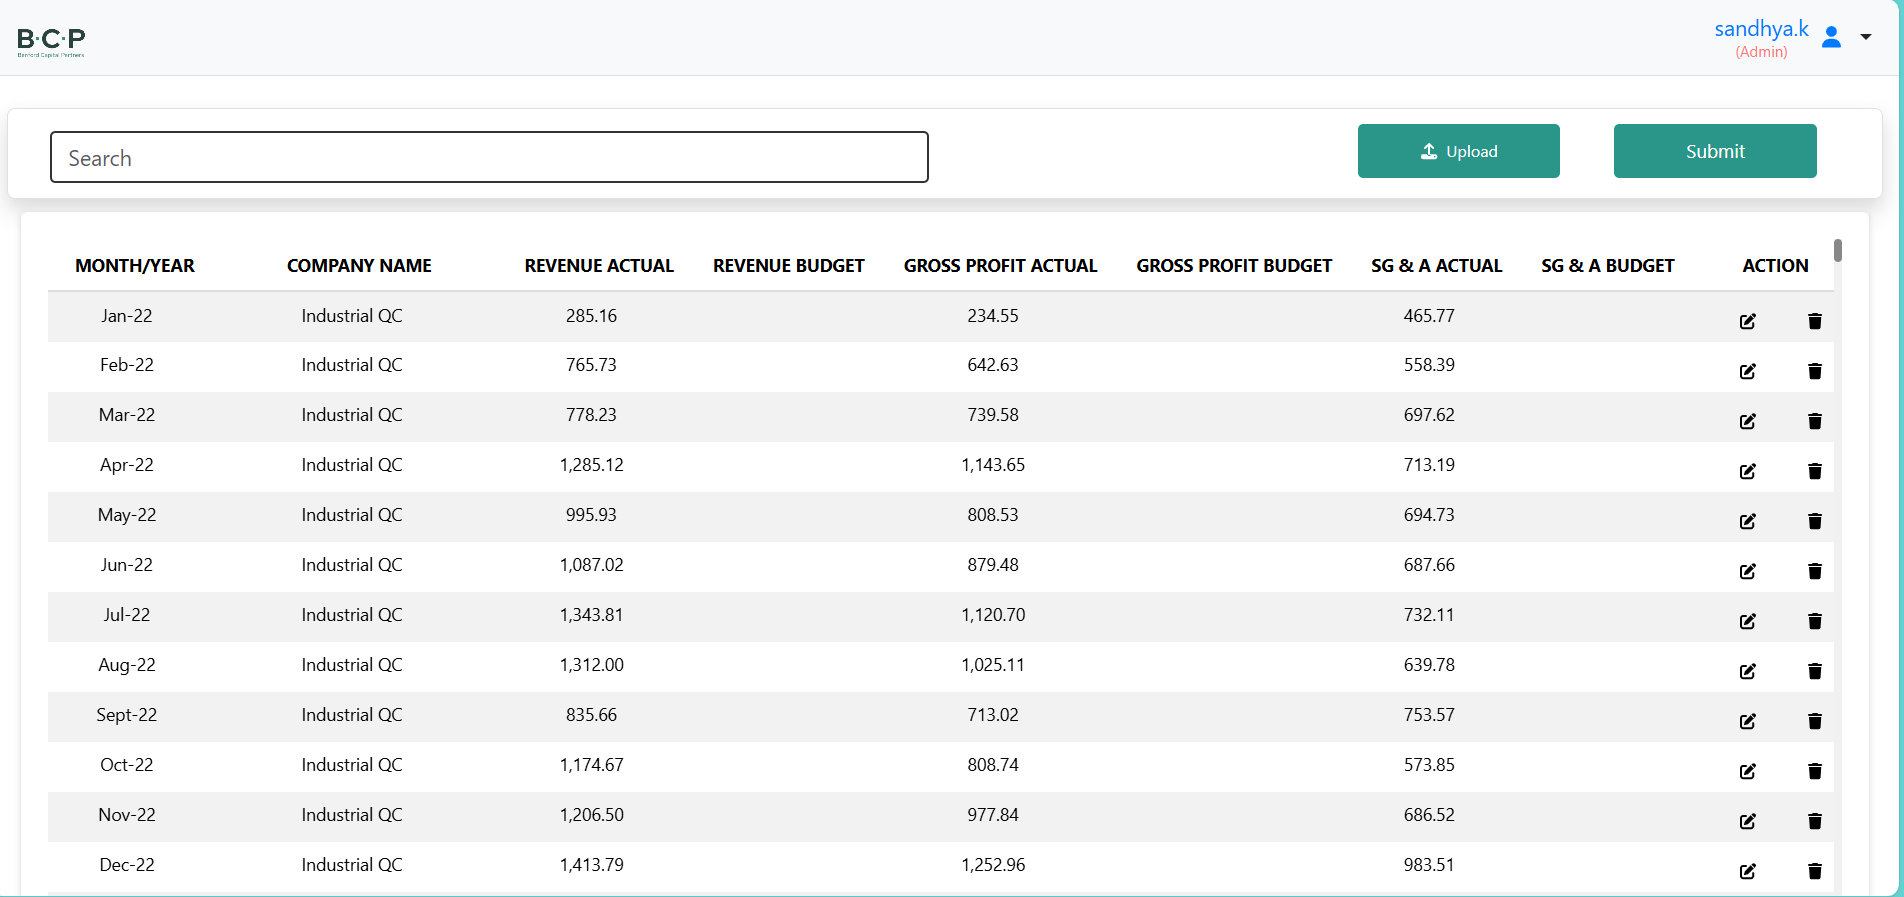 B·C·P
Banford Capital Partners
sandhya.k
(Admin)
Search
Upload
Submit
MONTH/YEAR COMPANY NAME REVENUE ACTUAL REVENUE BUDGET GROSS PROFIT ACTUAL GROSS PROFIT BUDGET SG & A ACTUAL SG & A BUDGET ACTION
Jan-22 Industrial QC 285.16 234.55 465.77
Feb-22 Industrial QC 765.73 642.63 558.39
Mar-22 Industrial QC 778.23 739.58 697.62
Apr-22 Industrial QC 1,285.12 1,143.65 713.19
May-22 Industrial QC 995.93 808.53 694.73
Jun-22 Industrial QC 1,087.02 879.48 687.66
Jul-22 Industrial QC 1,343.81 1,120.70 732.11
Aug-22 Industrial QC 1,312.00 1,025.11 639.78
Sept-22 Industrial QC 835.66 713.02 753.57
Oct-22 Industrial QC 1,174.67 808.74 573.85
Nov-22 Industrial QC 1,206.50 977.84 686.52
Dec-22 Industrial QC 1,413.79 1,252.96 983.51